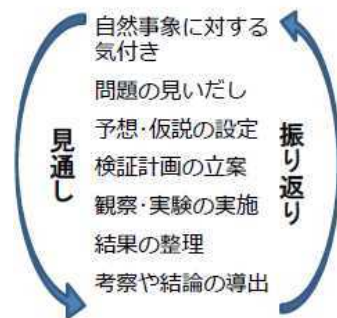 自然事象に対する
気付き
問題の見いだし
予想・仮説の設定
検証計画の立案
観察・実験の実施
結果の整理
考察や結論の導出
見通し
振り返り